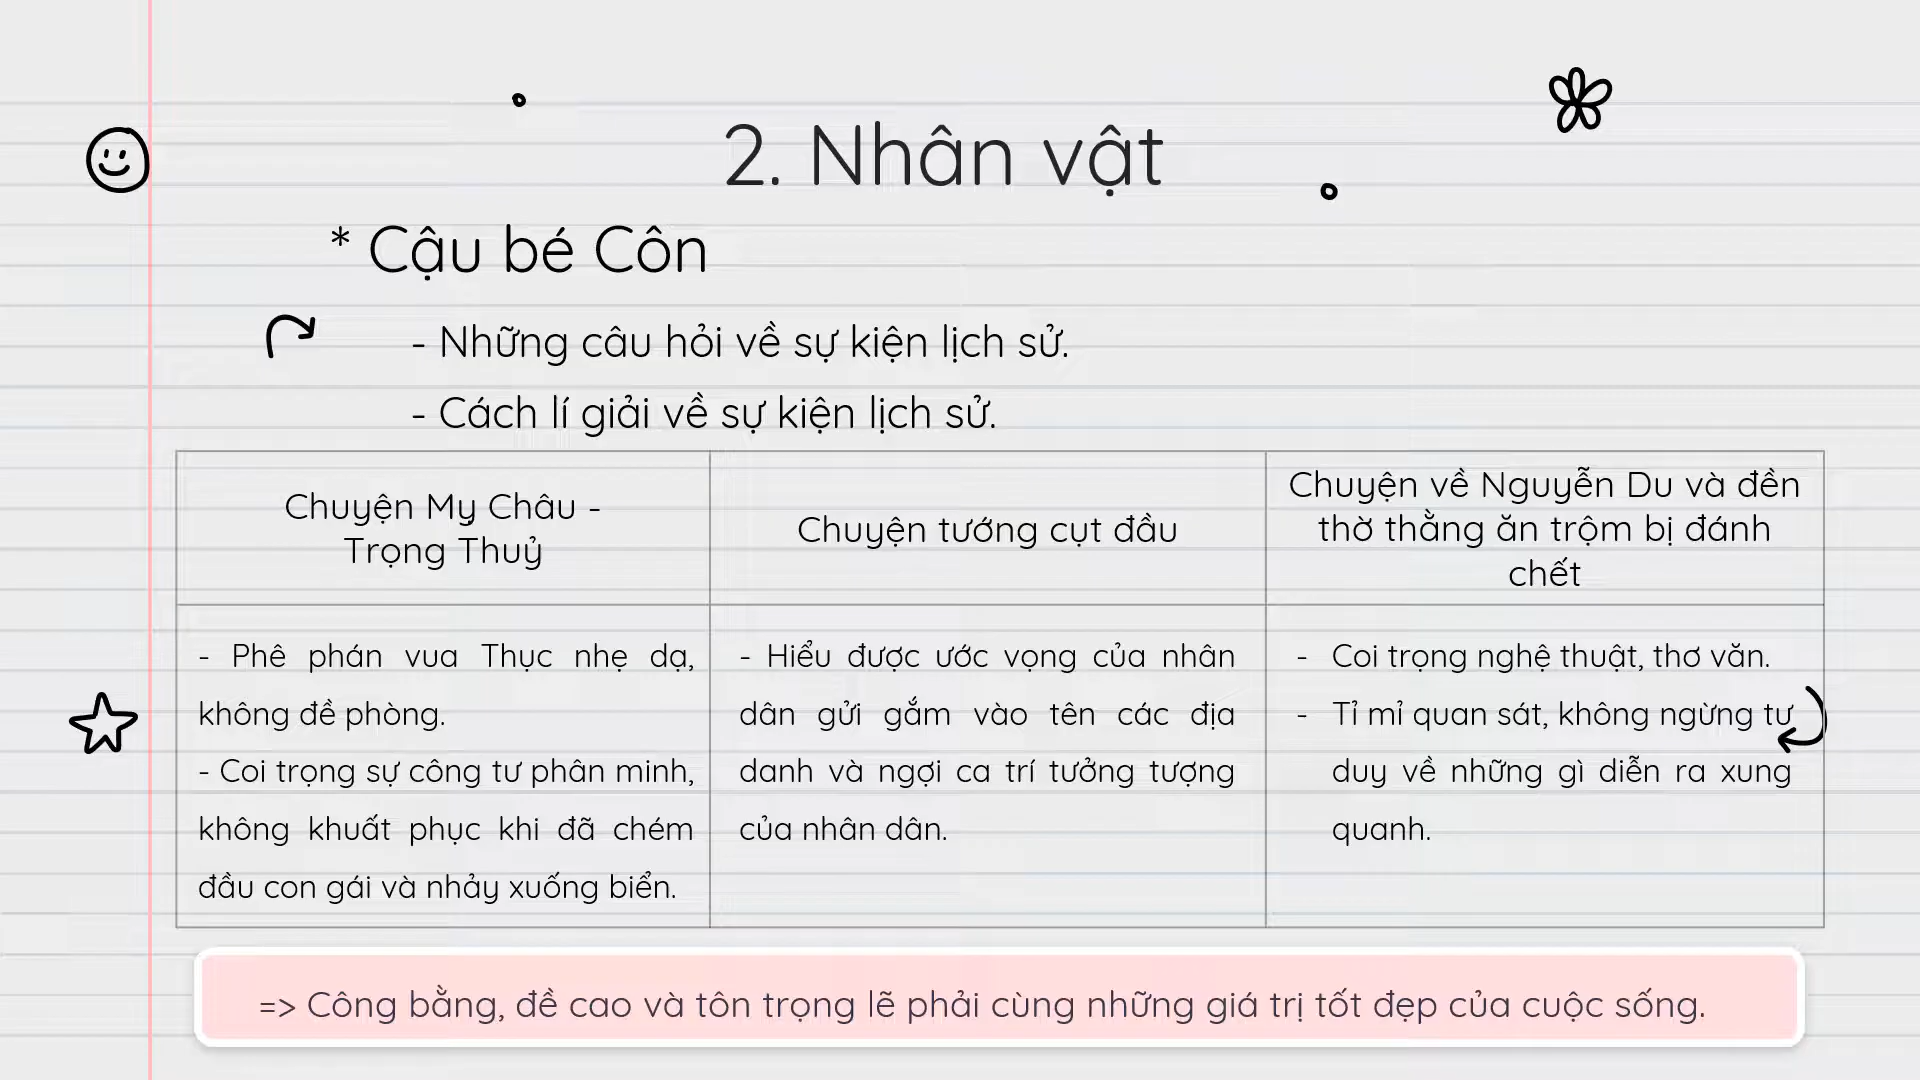 2. Nhân vật
* Cậu bé Côn
- Những câu hỏi về sự kiện lịch sử.
- Cách lí giải về sự kiện lịch sử.
Chuyện My Châu -
Trọng Thuỷ
Chuyện tướng cụt đầu
Chuyện về Nguyễn Du và đền
thờ thằng ăn trộm bị đánh
chết
- Phê phán vua Thục nhẹ dạ,
không đề phòng.
- Coi trọng sự công tư phân minh,
không khuất phục khi đã chém
đầu con gái và nhảy xuống biển.
- Hiểu được ước vọng của nhân
dân gửi gắm vào tên các địa
danh và ngợi ca trí tưởng tượng
của nhân dân.
- Coi trọng nghệ thuật, thơ văn.
- Tỉ mỉ quan sát, không ngừng tư
duy về những gì diễn ra xung
quanh.
=> Công bằng, đề cao và tôn trọng lẽ phải cùng những giá trị tốt đẹp của cuộc sống.